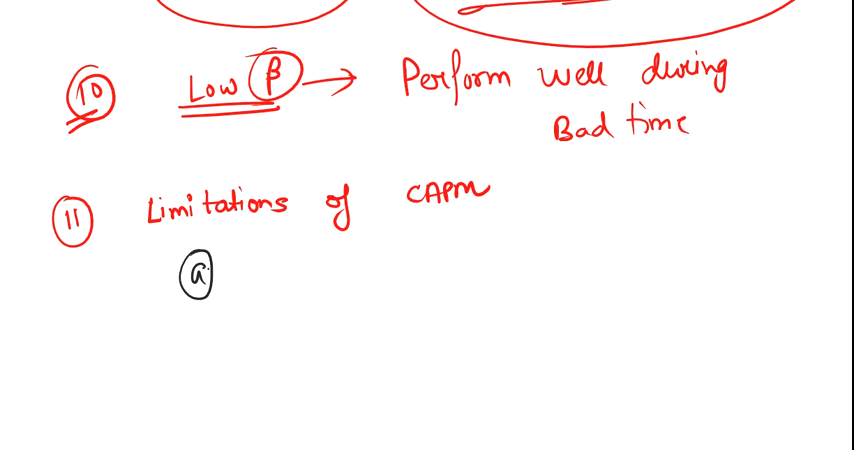 10 Low β → Perform well during
Bad time
11 Limitations of CAPM
a